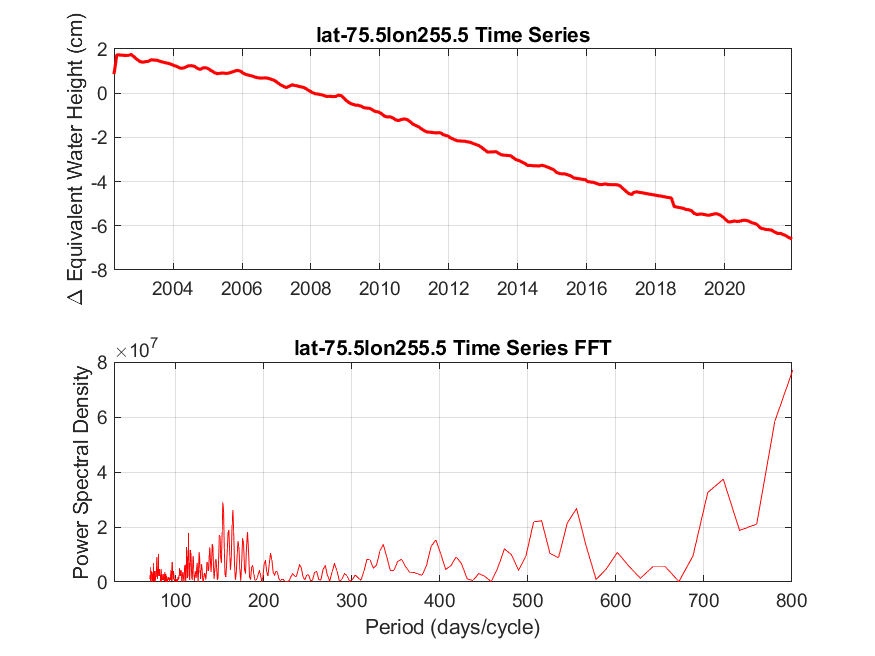 lat-75.5lon255.5 Time Series
Δ Equivalent Water Height (cm)
2
0
-2
-4
-6
-8
2004 2006 2008 2010 2012 2014 2016 2018 2020
lat-75.5lon255.5 Time Series FFT
×10^7
Power Spectral Density
8
6
4
2
0
100 200 300 400 500 600 700 800
Period (days/cycle)